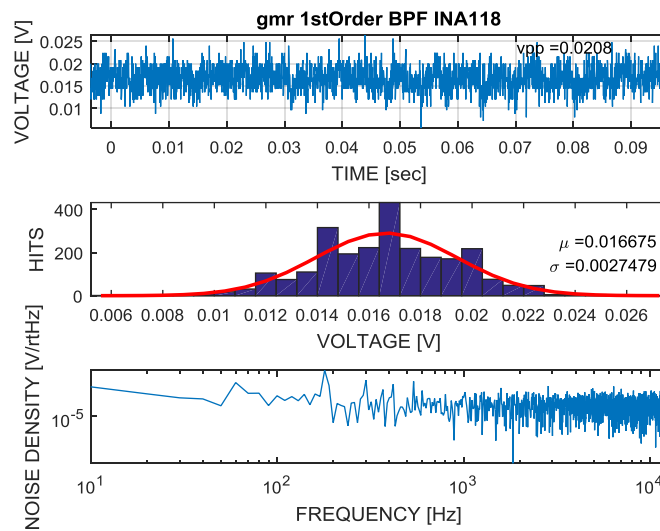 gmr 1stOrder BPF INA118
VOLTAGE [V]
0.025
0.02
0.015
0.01
vpp =0.0208
0 0.01 0.02 0.03 0.04 0.05 0.06 0.07 0.08 0.09
TIME [sec]
HITS
400
200
0
μ =0.016675
σ =0.0027479
0.006 0.008 0.01 0.012 0.014 0.016 0.018 0.02 0.022 0.024 0.026
VOLTAGE [V]
NOISE DENSITY [V/rtHz]
10^-5
10^1 10^2 10^3 10^4
FREQUENCY [Hz]